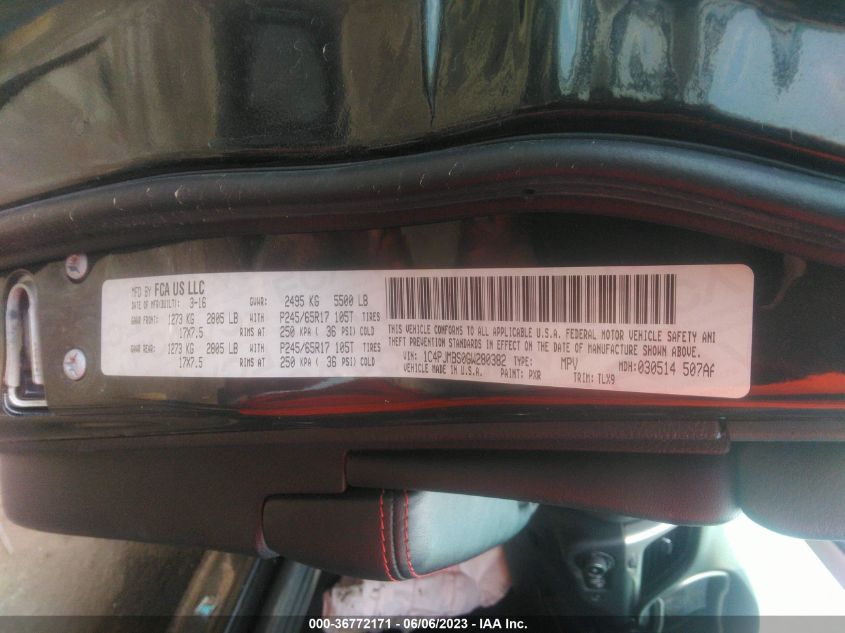 MFD BY FCA US LLC
DATE OF MFR(BUILT): 3-16 GVWR: 2495 KG 5500 LB
GAWR FRONT: 1273 KG 2805 LB WITH P245/65R17 105T TIRES
17X7.5 RIMS AT 250 KPA ( 36 PSI) COLD
GAWR REAR: 1273 KG 2805 LB WITH P245/65R17 105T TIRES
17X7.5 RIMS AT 250 KPA ( 36 PSI) COLD
THIS VEHICLE CONFORMS TO ALL APPLICABLE U.S.A. FEDERAL MOTOR VEHICLE SAFETY AND
THEFT PREVENTION STANDARDS IN EFFECT ON THE DATE OF MANUFACTURE SHOWN ABOVE.
VIN: 1C4PJMBS0GW280382 TYPE: MPV MDH: 030514 507AA
VEHICLE MADE IN U.S.A. PAINT: PXR TRIM: TLX9
000-36772171 - 06/06/2023 - IAA Inc.